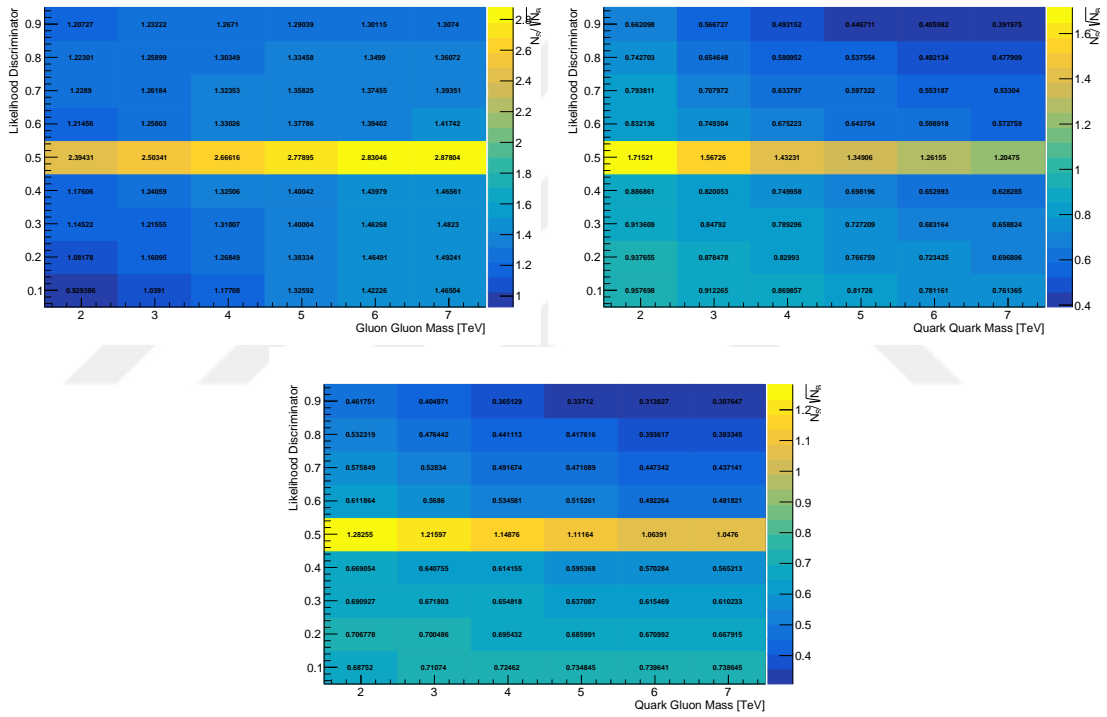 Likelihood Discriminator
0.9 1.20727 1.23222 1.2671 1.29039 1.30115 1.3074
0.8 1.22301 1.25899 1.30349 1.33458 1.3499 1.36072
0.7 1.2289 1.26184 1.32353 1.35825 1.37455 1.39351
0.6 1.21456 1.25803 1.33026 1.37786 1.39402 1.41742
0.5 2.39431 2.50341 2.66616 2.77895 2.83046 2.87804
0.4 1.17606 1.24059 1.32506 1.40042 1.43979 1.46561
0.3 1.14522 1.21555 1.31007 1.40004 1.46268 1.4823
0.2 1.08178 1.16095 1.26849 1.38334 1.46491 1.49241
0.1 0.929386 1.0391 1.17708 1.32592 1.42226 1.46504
2 3 4 5 6 7
Gluon Gluon Mass [TeV]
2.8
2.6
2.4
2.2
2
1.8
1.6
1.4
1.2
1
N_S/√N_B
Likelihood Discriminator
0.9 0.662098 0.566727 0.493152 0.446711 0.405982 0.391975
0.8 0.742703 0.654648 0.580052 0.537554 0.492134 0.477909
0.7 0.793811 0.707972 0.633797 0.597322 0.553187 0.53304
0.6 0.832136 0.749304 0.675223 0.643754 0.598918 0.572759
0.5 1.71521 1.56726 1.43231 1.34906 1.26155 1.20475
0.4 0.886861 0.820053 0.749958 0.698196 0.652993 0.628285
0.3 0.913609 0.84792 0.789296 0.727209 0.683164 0.658824
0.2 0.937655 0.878478 0.82993 0.766759 0.723425 0.696806
0.1 0.957698 0.912265 0.869857 0.81726 0.781161 0.761365
2 3 4 5 6 7
Quark Quark Mass [TeV]
1.6
1.4
1.2
1
0.8
0.6
0.4
N_S/√N_B
Likelihood Discriminator
0.9 0.461751 0.404971 0.365129 0.33712 0.313827 0.307647
0.8 0.532319 0.476442 0.441113 0.417616 0.393617 0.383345
0.7 0.575849 0.52834 0.491674 0.471089 0.447342 0.437141
0.6 0.611864 0.5686 0.534581 0.515261 0.492264 0.481821
0.5 1.28255 1.21597 1.14876 1.11164 1.06391 1.0476
0.4 0.669054 0.640755 0.614155 0.595368 0.570284 0.565213
0.3 0.690927 0.671803 0.654818 0.637087 0.615469 0.610233
0.2 0.706778 0.700486 0.695432 0.685991 0.670992 0.667915
0.1 0.68752 0.71074 0.72462 0.734845 0.739641 0.738645
2 3 4 5 6 7
Quark Gluon Mass [TeV]
1.2
1.1
1
0.9
0.8
0.7
0.6
0.5
0.4
N_S/√N_B